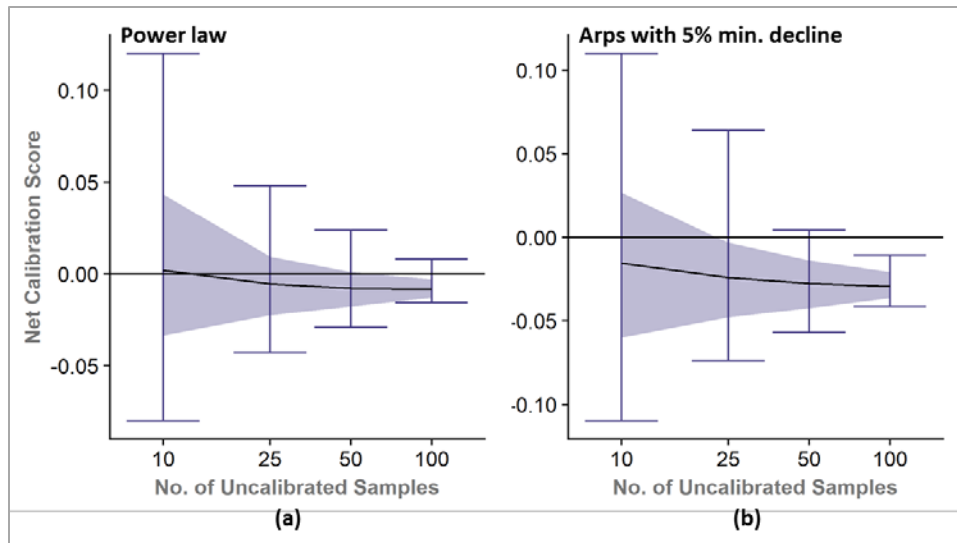 Power law
0.10
0.05
0.00
-0.05
Net Calibration Score
10 25 50 100
No. of Uncalibrated Samples
(a)
Arps with 5% min. decline
0.10
0.05
0.00
-0.05
-0.10
10 25 50 100
No. of Uncalibrated Samples
(b)